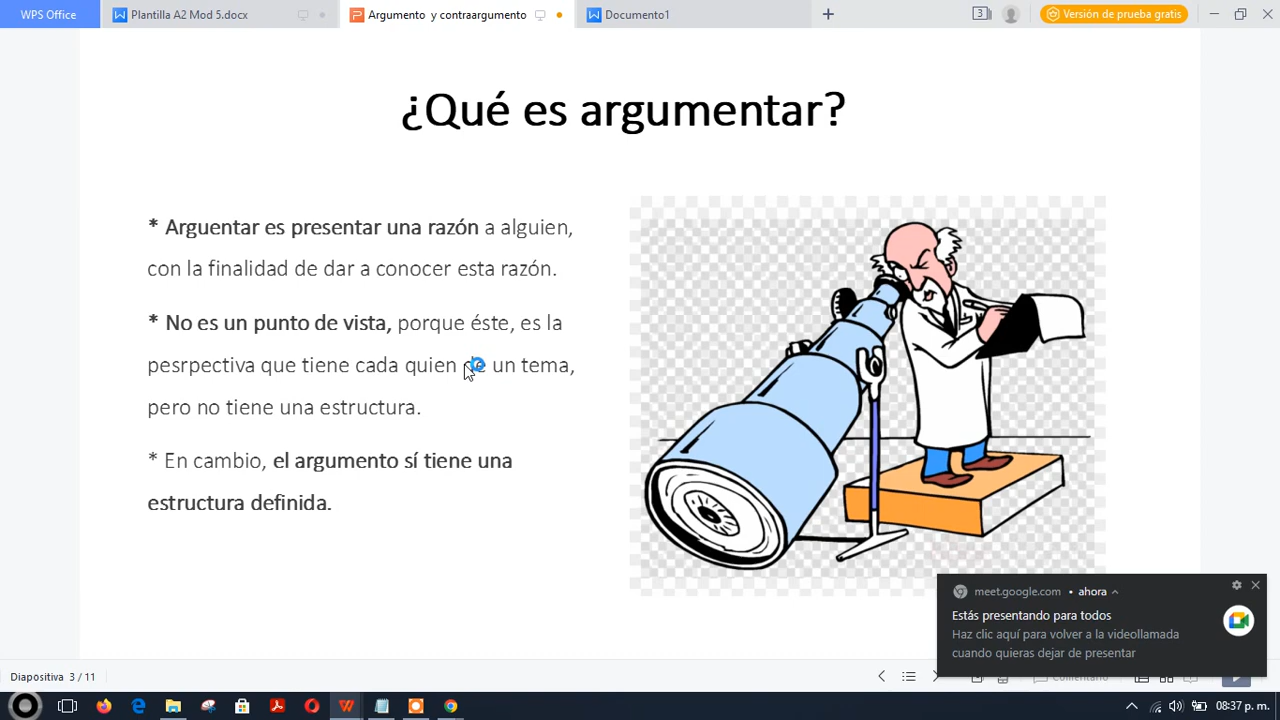 WPS Office
Plantilla A2 Mod 5.docx
Argumento y contraargumento
Documento1
3
Versión de prueba gratis
¿Qué es argumentar?
* Arguentar es presentar una razón a alguien,
con la finalidad de dar a conocer esta razón.
* No es un punto de vista, porque éste, es la
pesrpectiva que tiene cada quien de un tema,
pero no tiene una estructura.
* En cambio, el argumento sí tiene una
estructura definida.
meet.google.com • ahora
Estás presentando para todos
Haz clic aquí para volver a la videollamada
cuando quieras dejar de presentar
Diapositiva 3 / 11
Comentario
08:37 p. m.